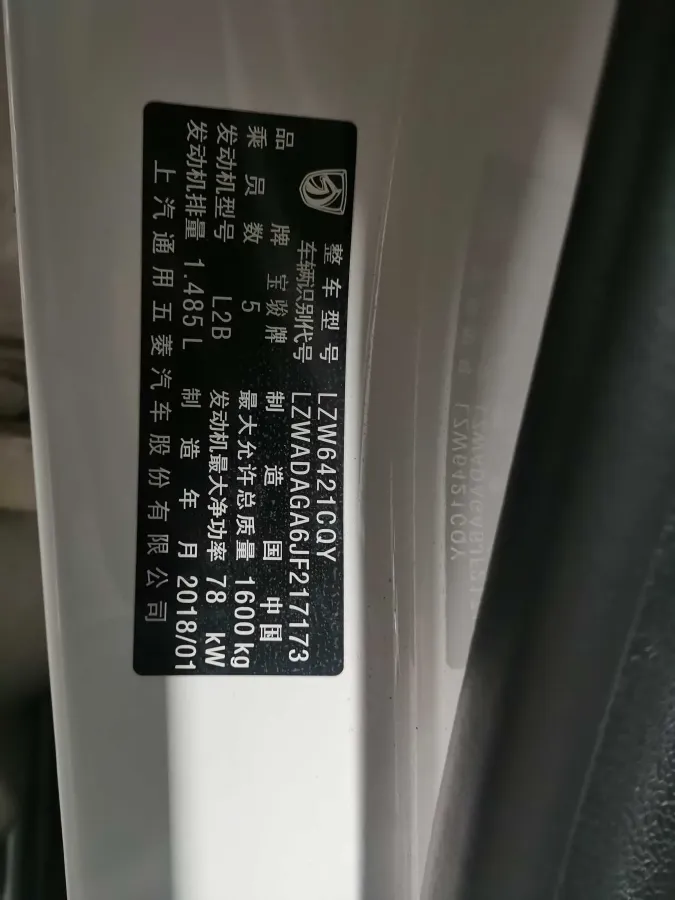 整车型号 LZW6421CQY
车辆识别代号 LZWADAGA6JF217173
品牌 宝骏牌 制造国 中国
乘员数 5 最大允许总质量 1600kg
发动机型号 L2B 发动机最大净功率 78 kW
发动机排量 1.485L 制造年月 2018/01
上汽通用五菱汽车股份有限公司